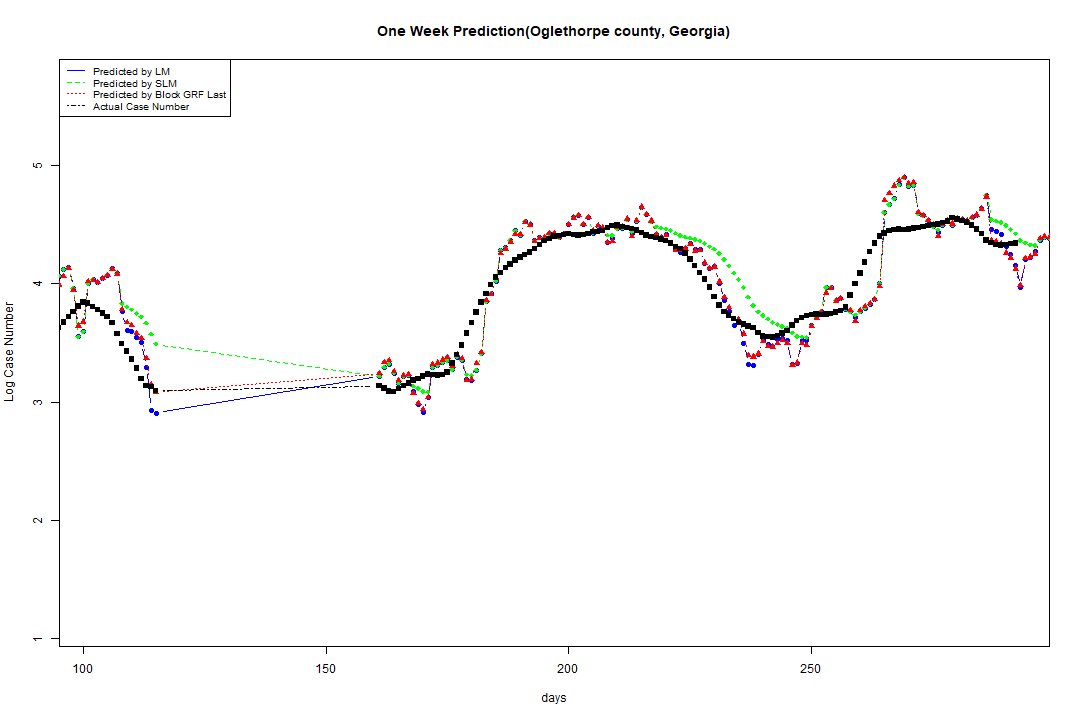 One Week Prediction(Oglethorpe county, Georgia)
Predicted by LM
Predicted by SLM
Predicted by Block GRF Last
Actual Case Number
Log Case Number
5
4
3
2
1
100 150 200 250
days